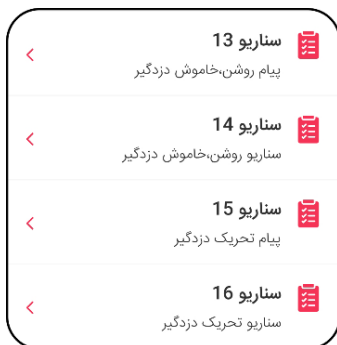 سناریو 13
پیام روشن،خاموش دزدگیر
سناریو 14
سناریو روشن،خاموش دزدگیر
سناریو 15
پیام تحریک دزدگیر
سناریو 16
سناریو تحریک دزدگیر